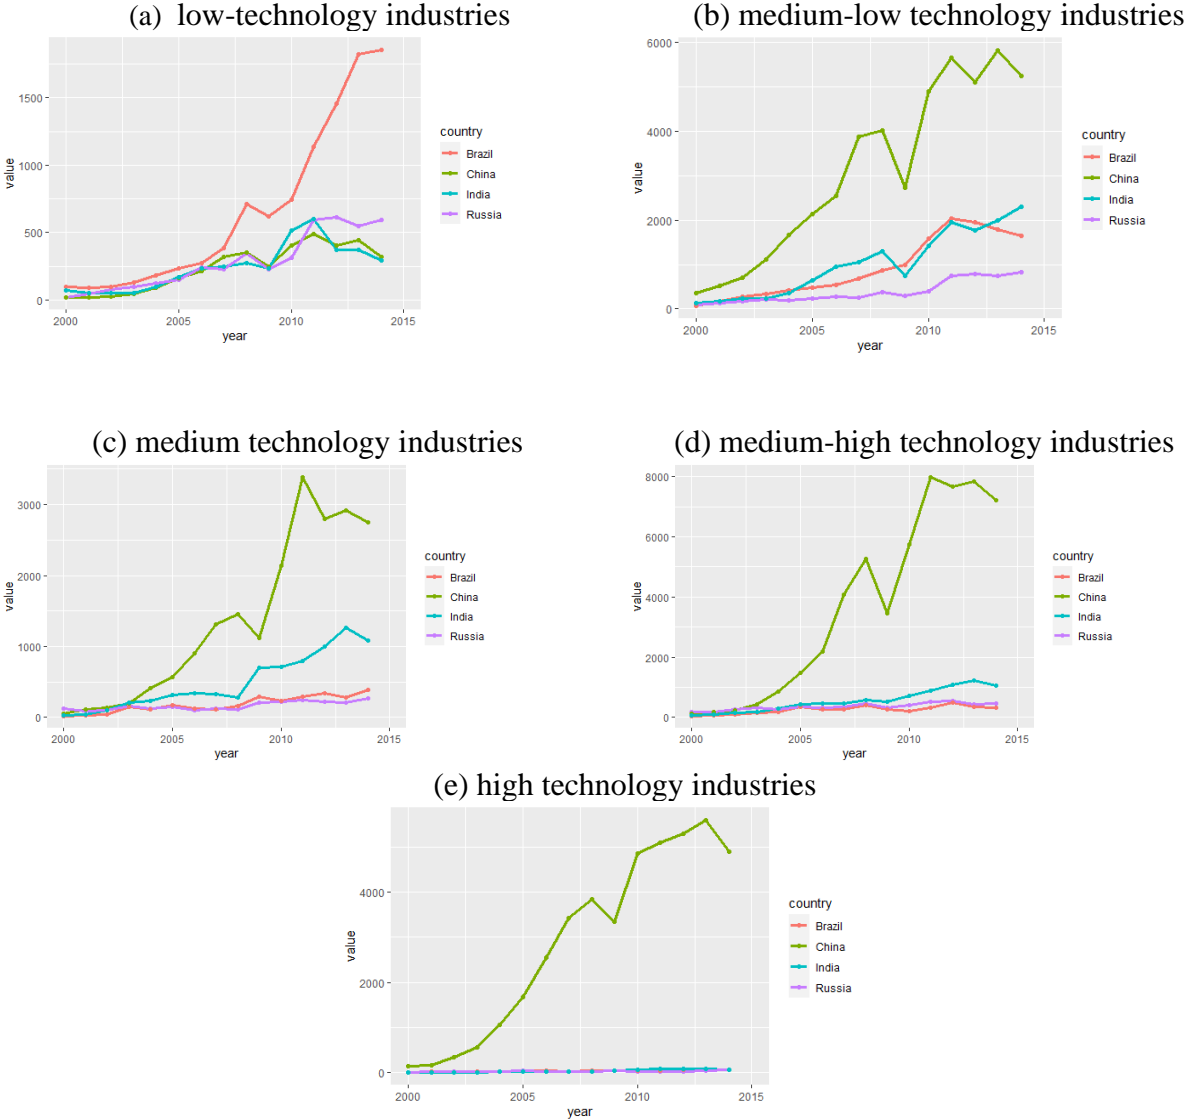 (a) low-technology industries
value
1500
1000
500
0
2000
2005
2010
2015
year
country
Brazil
China
India
Russia
(b) medium-low technology industries
value
6000
4000
2000
0
2000
2005
2010
2015
year
country
Brazil
China
India
Russia
(c) medium technology industries
value
3000
2000
1000
0
2000
2005
2010
2015
year
country
Brazil
China
India
Russia
(d) medium-high technology industries
value
8000
6000
4000
2000
0
2000
2005
2010
2015
year
country
Brazil
China
India
Russia
(e) high technology industries
value
4000
2000
0
2000
2005
2010
2015
year
country
Brazil
China
India
Russia